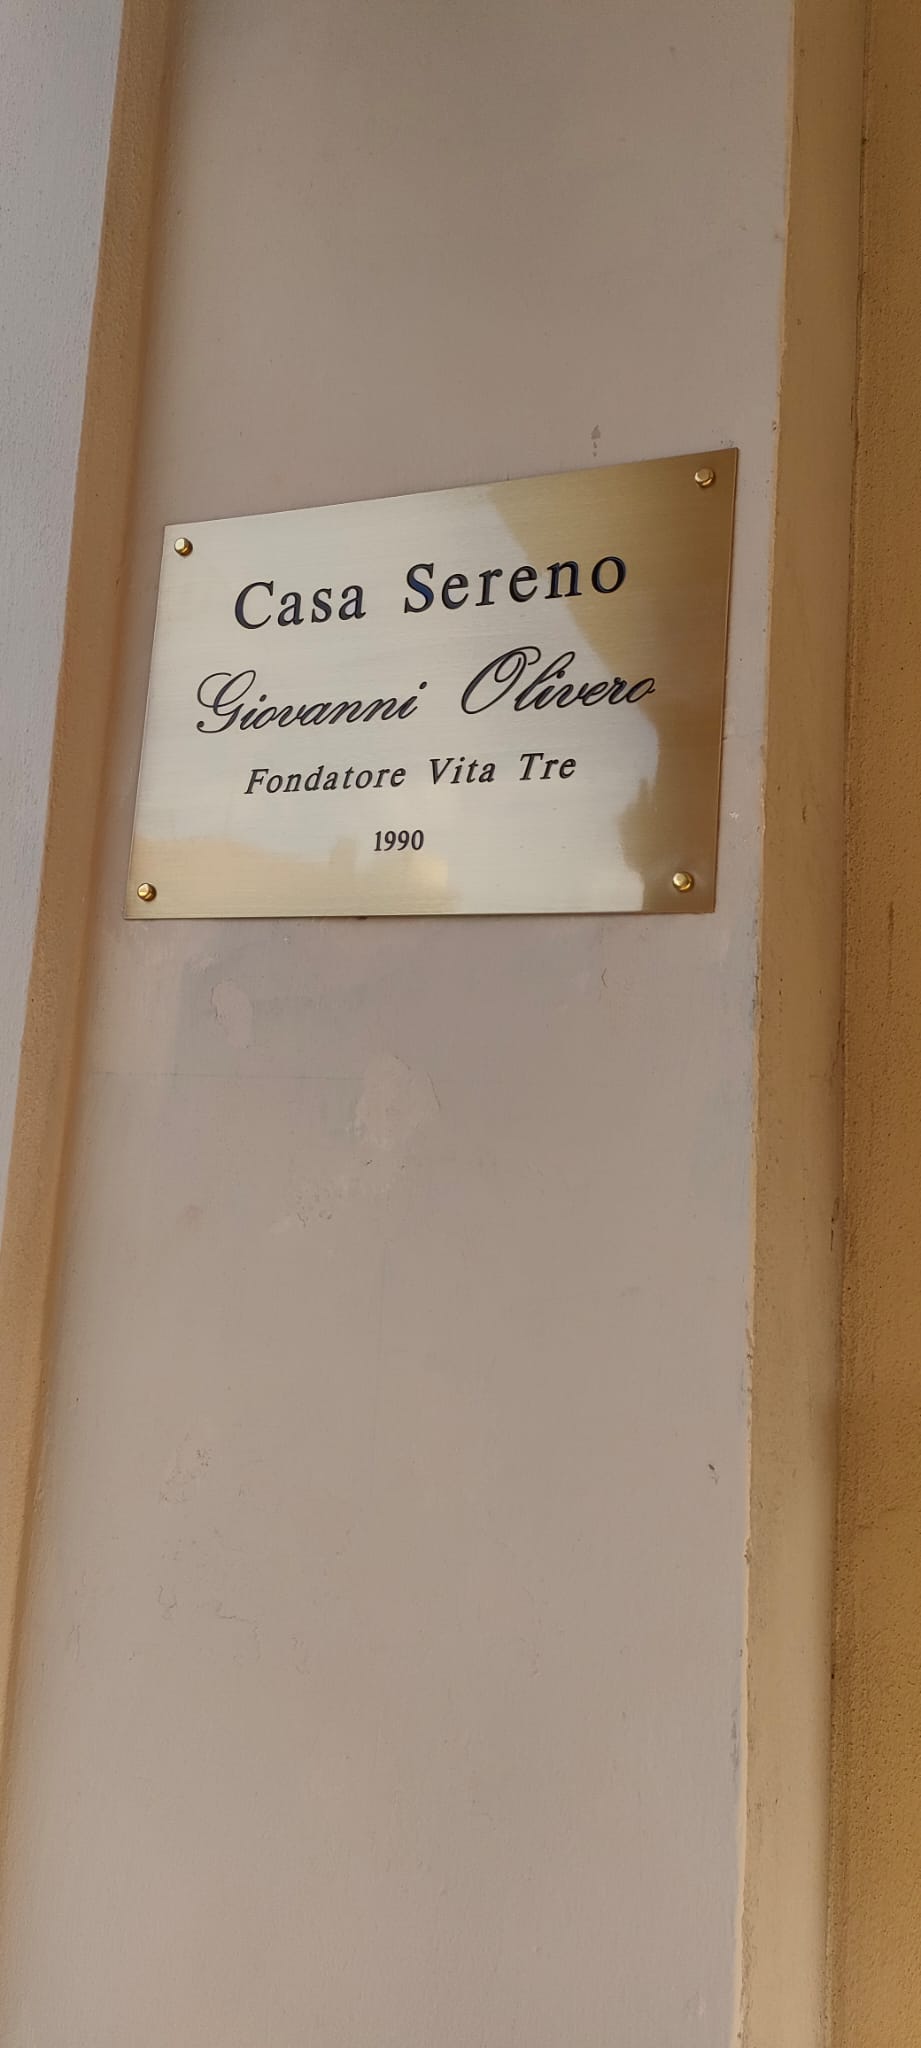 Casa Sereno
Giovanni Olivero
Fondatore Vita Tre
1990